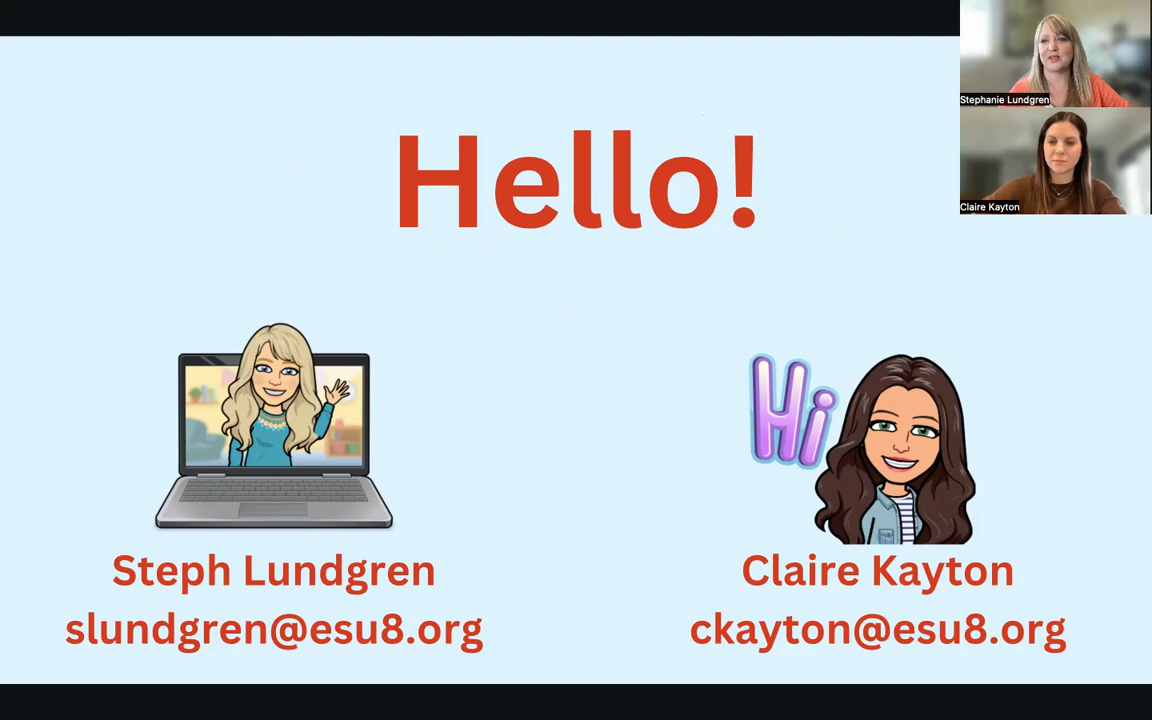 Hello!
Stephanie Lundgren
Claire Kayton
Hi
Steph Lundgren
slundgren@esu8.org
Claire Kayton
ckayton@esu8.org